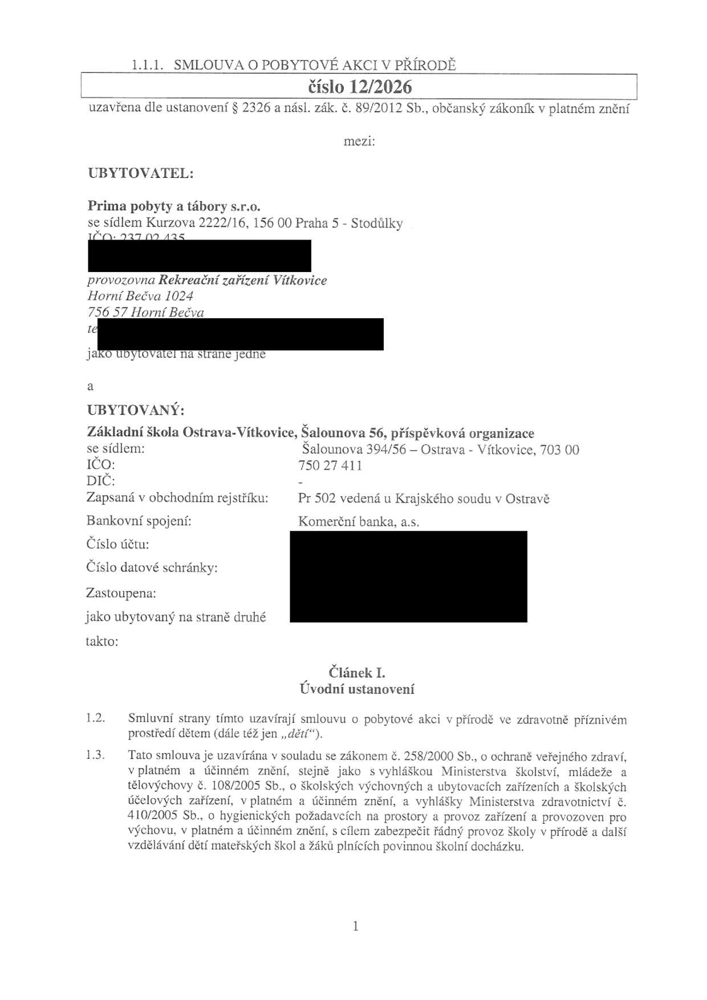 1.1.1. SMLOUVA O POBYTOVÉ AKCI V PŘÍRODĚ
číslo 12/2026
uzavřena dle ustanovení § 2326 a násl. zák. č. 89/2012 Sb., občanský zákoník v platném znění
mezi:
UBYTOVATEL:
Prima pobyty a tábory s.r.o.
se sídlem Kurzova 2222/16, 156 00 Praha 5 - Stodůlky
IČO: 237 02 435
provozovna Rekreační zařízení Vítkovice
Horní Bečva 1024
756 57 Horní Bečva
te
jako ubytovatel na straně jedné
a
UBYTOVANÝ:
Základní škola Ostrava-Vítkovice, Šalounova 56, příspěvková organizace
se sídlem: Šalounova 394/56 – Ostrava - Vítkovice, 703 00
IČO: 750 27 411
DIČ: -
Zapsaná v obchodním rejstříku: Pr 502 vedená u Krajského soudu v Ostravě
Bankovní spojení: Komerční banka, a.s.
Číslo účtu:
Číslo datové schránky:
Zastoupena:
jako ubytovaný na straně druhé
takto:
Článek I.
Úvodní ustanovení
1.2. Smluvní strany tímto uzavírají smlouvu o pobytové akci v přírodě ve zdravotně příznivém
prostředí dětem (dále též jen „dětí“).
1.3. Tato smlouva je uzavírána v souladu se zákonem č. 258/2000 Sb., o ochraně veřejného zdraví,
v platném a účinném znění, stejně jako s vyhláškou Ministerstva školství, mládeže a
tělovýchovy č. 108/2005 Sb., o školských výchovných a ubytovacích zařízeních a školských
účelových zařízení, v platném a účinném znění, a vyhlášky Ministerstva zdravotnictví č.
410/2005 Sb., o hygienických požadavcích na prostory a provoz zařízení a provozoven pro
výchovu, v platném a účinném znění, s cílem zabezpečit řádný provoz školy v přírodě a další
vzdělávání dětí mateřských škol a žáků plnících povinnou školní docházku.
1